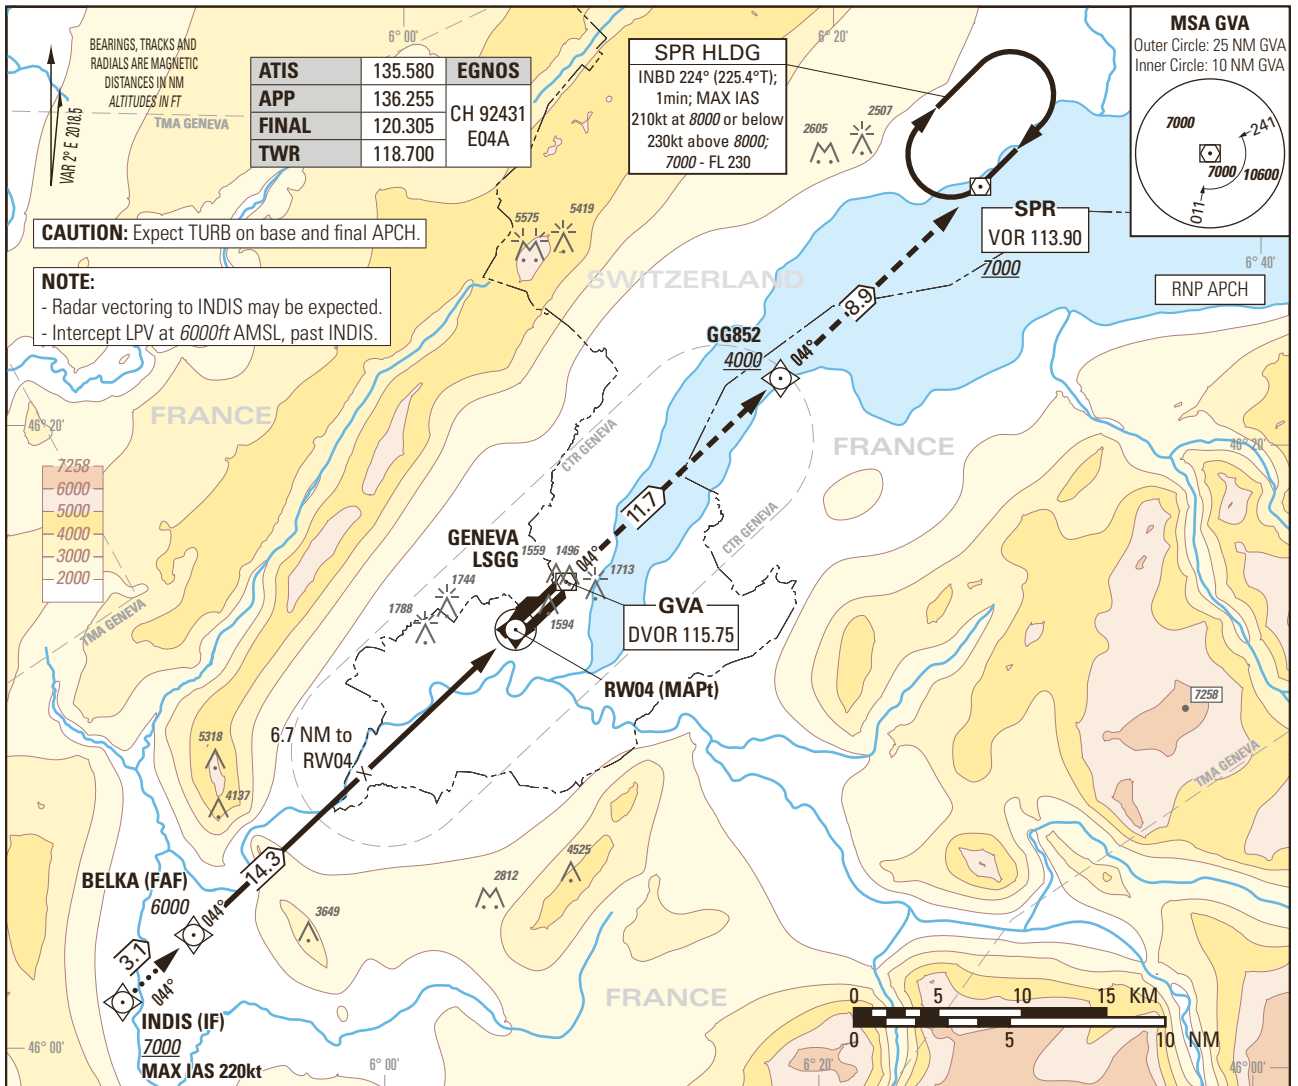 BEARINGS, TRACKS AND
RADIALS ARE MAGNETIC
DISTANCES IN NM
ALTITUDES IN FT
VAR 2° E 2018.5
TMA GENEVA
6° 00'
ATIS 135.580 EGNOS
APP 136.255 CH 92431
FINAL 120.305 E04A
TWR 118.700
SPR HLDG
INBD 224° (225.4°T);
1min; MAX IAS
210kt at 8000 or below
230kt above 8000;
7000 - FL 230
6° 20'
2605
2507
MSA GVA
Outer Circle: 25 NM GVA
Inner Circle: 10 NM GVA
7000
241
7000
10600
011
CAUTION: Expect TURB on base and final APCH.
5575
5419
SPR
VOR 113.90
7000
6° 40'
RNP APCH
NOTE:
- Radar vectoring to INDIS may be expected.
- Intercept LPV at 6000ft AMSL, past INDIS.
SWITZERLAND
8.9
GG852
4000
044°
FRANCE
46° 20'
FRANCE
46° 20'
CTR GENEVA
7258
6000
5000
4000
3000
2000
11.7
CTR GENEVA
GENEVA
LSGG
1559
1496
044°
1713
1744
1788
1594
GVA
DVOR 115.75
TMA GENEVA
RW04 (MAPt)
7258
6.7 NM to
RW04
5318
4137
TMA GENEVA
14.3
4525
2812
BELKA (FAF)
6000
044°
3649
3.1
044°
FRANCE
INDIS (IF)
7000
MAX IAS 220kt
0 5 10 15 KM
0 5 10 NM
46° 00'
6° 00'
6° 20'
46° 00'